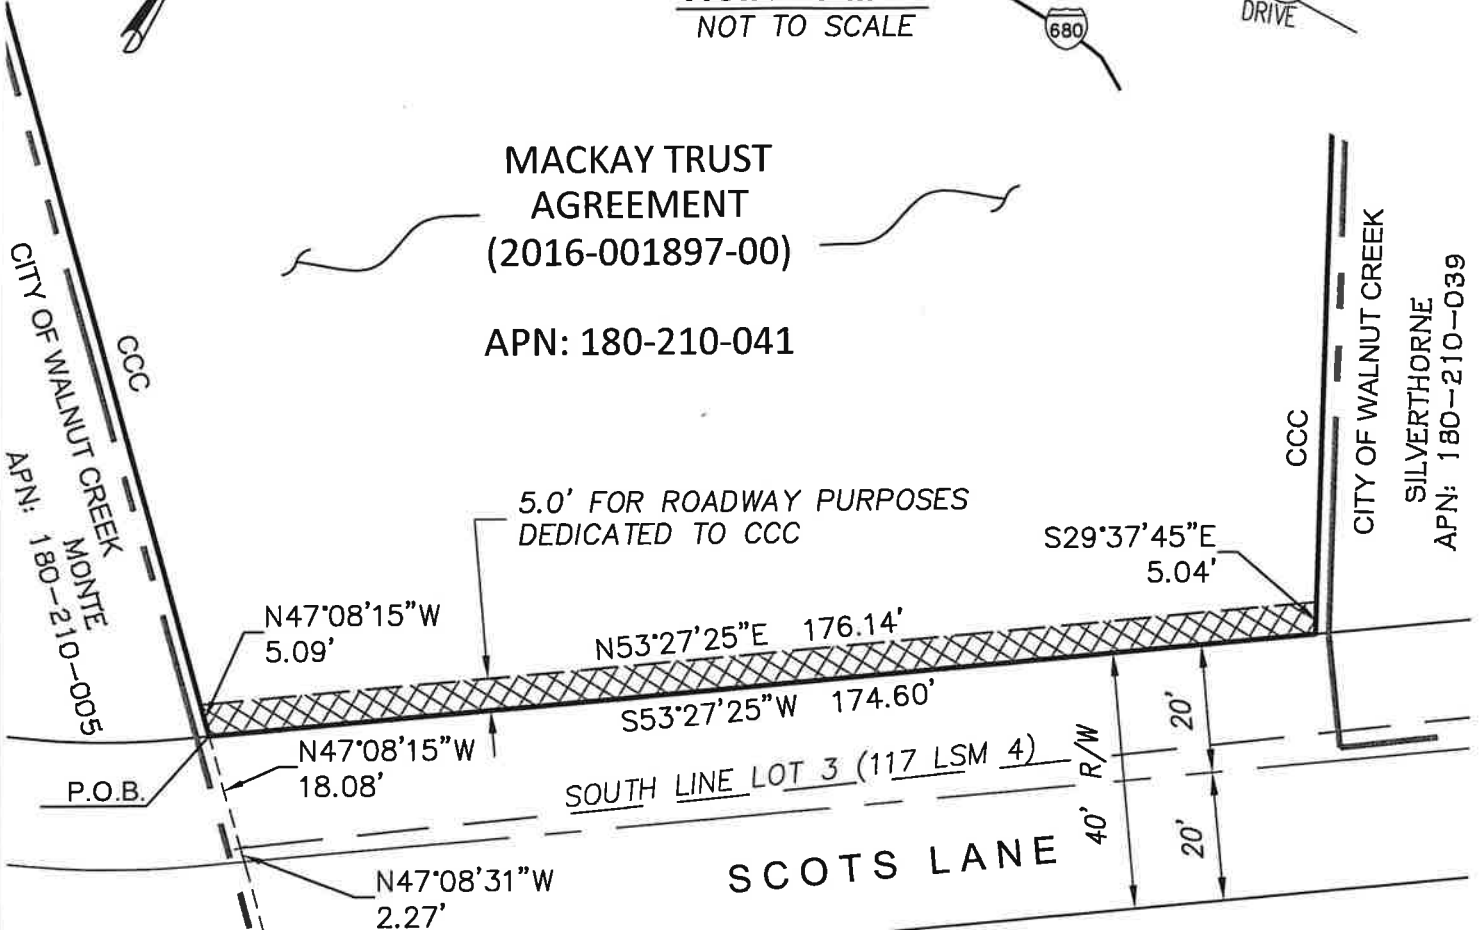 NOT TO SCALE
680
DRIVE
MACKAY TRUST
AGREEMENT
(2016-001897-00)
APN: 180-210-041
CITY OF WALNUT CREEK
CCC
MONTE
APN: 180-210-005
CCC
CITY OF WALNUT CREEK
SILVERTHORNE
APN: 180-210-039
5.0' FOR ROADWAY PURPOSES
DEDICATED TO CCC
S29°37'45"E
5.04'
N47°08'15"W
5.09'
N53°27'25"E 176.14'
S53°27'25"W 174.60'
N47°08'15"W
18.08'
P.O.B.
SOUTH LINE LOT 3 (117 LSM 4)
40' R/W
20'
20'
SCOTS LANE
N47°08'31"W
2.27'